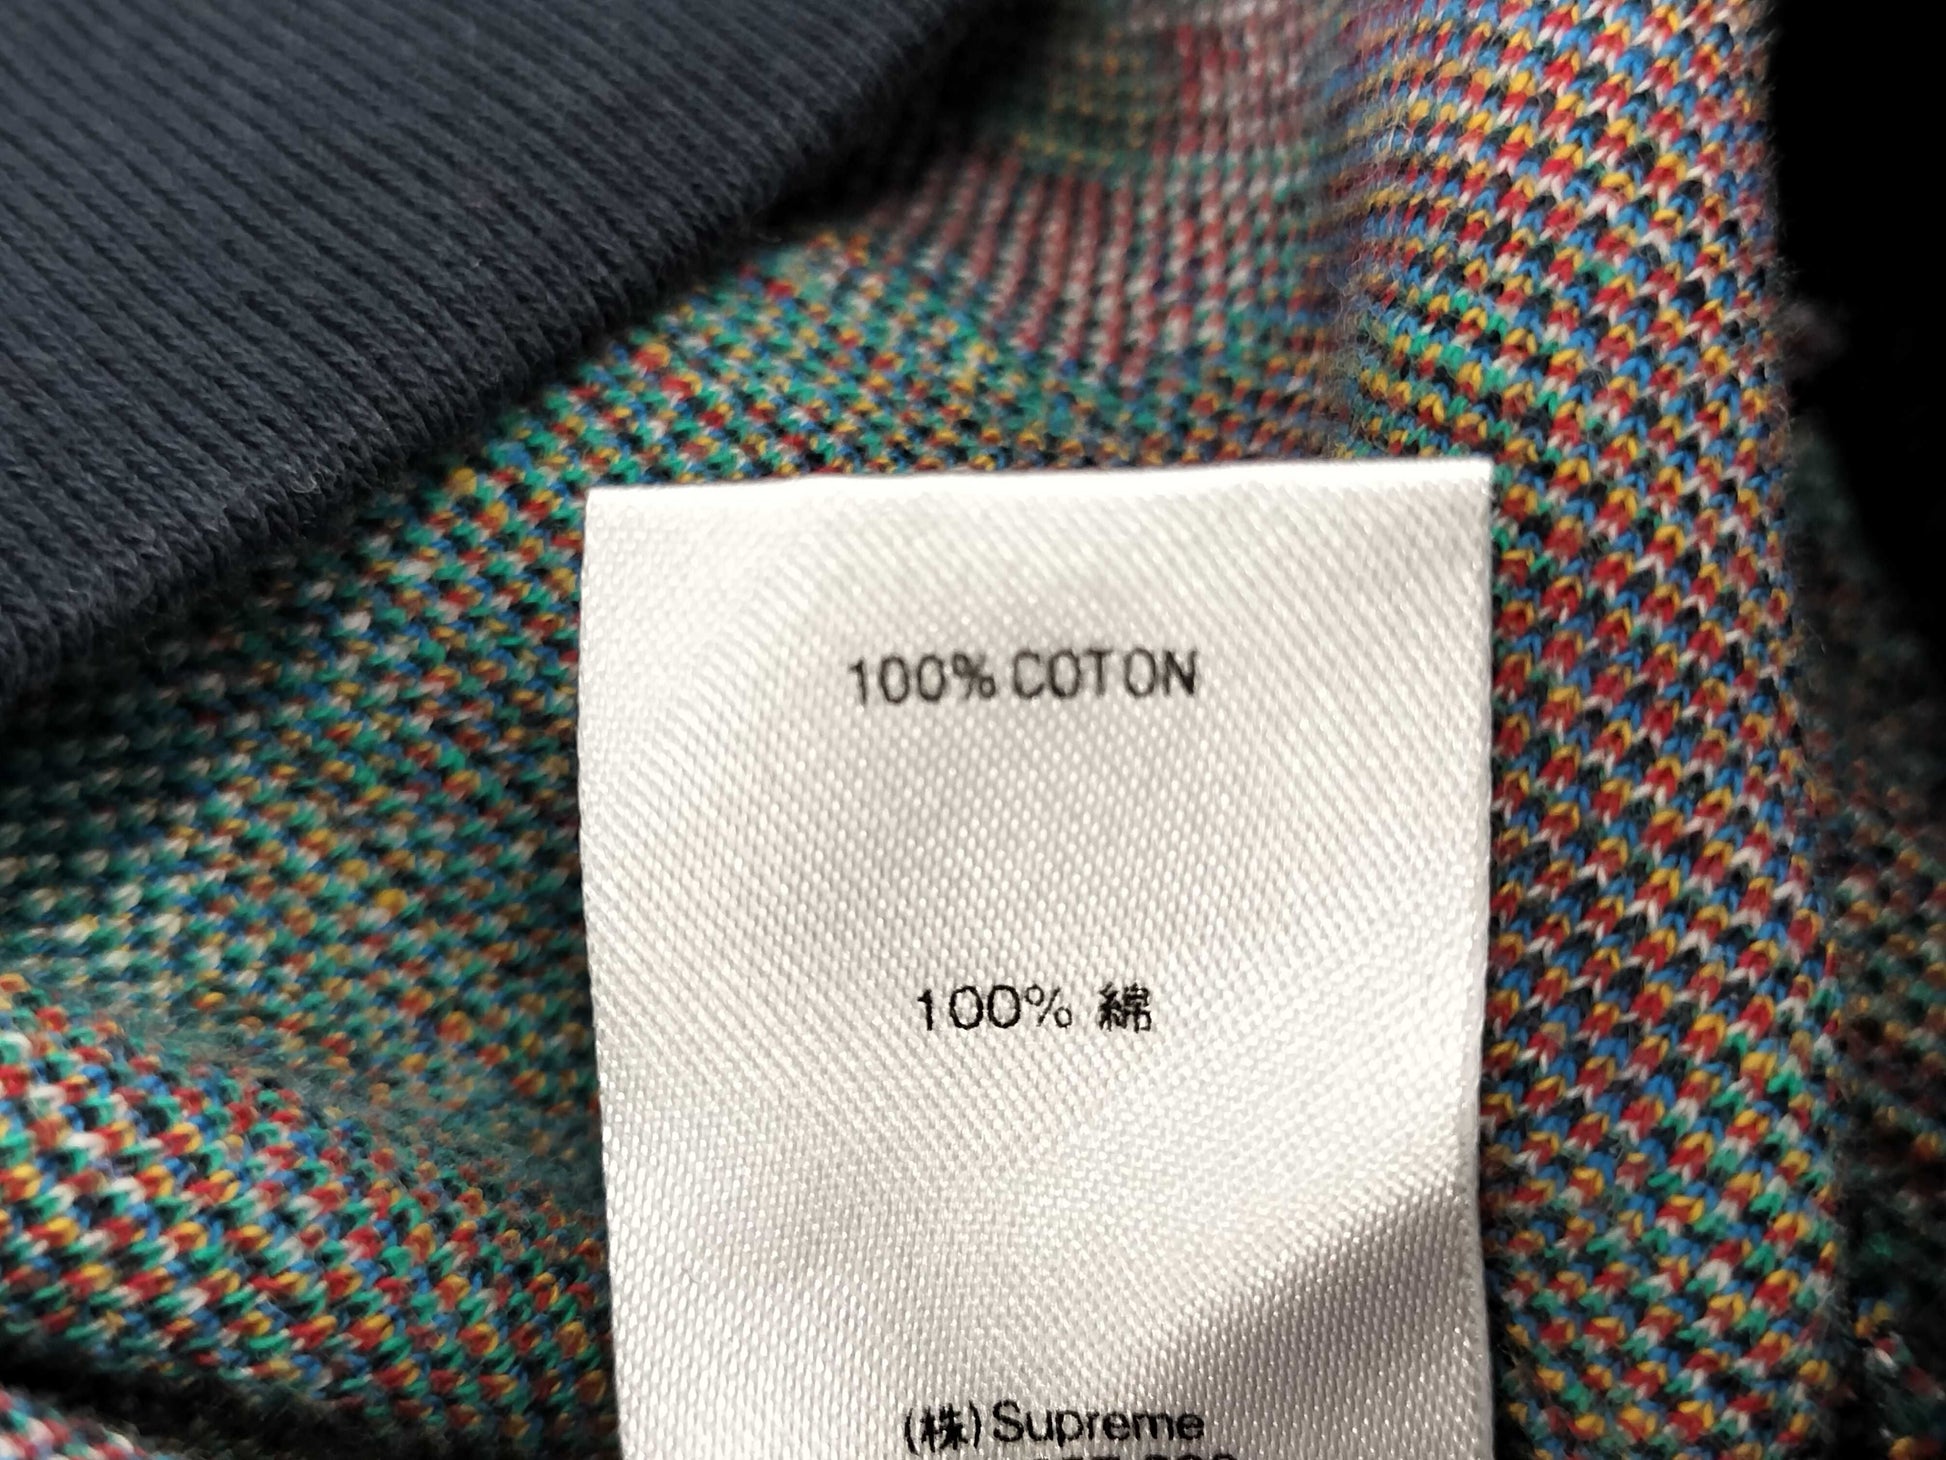 100% COTON
100% 綿
(株) Supreme